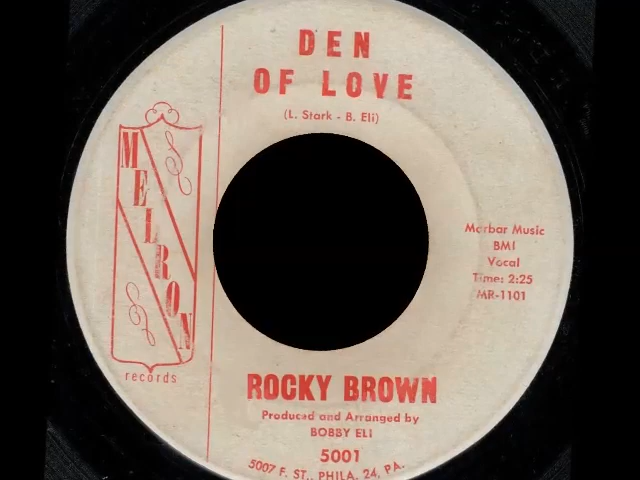 DEN
OF LOVE
(L. Stark - B. Eli)
MELRON
records
Marbar Music
BMI
Vocal
Time: 2:25
MR-1101
ROCKY BROWN
Produced and Arranged by
BOBBY ELI
5001
5007 F. ST., PHILA. 24, PA.